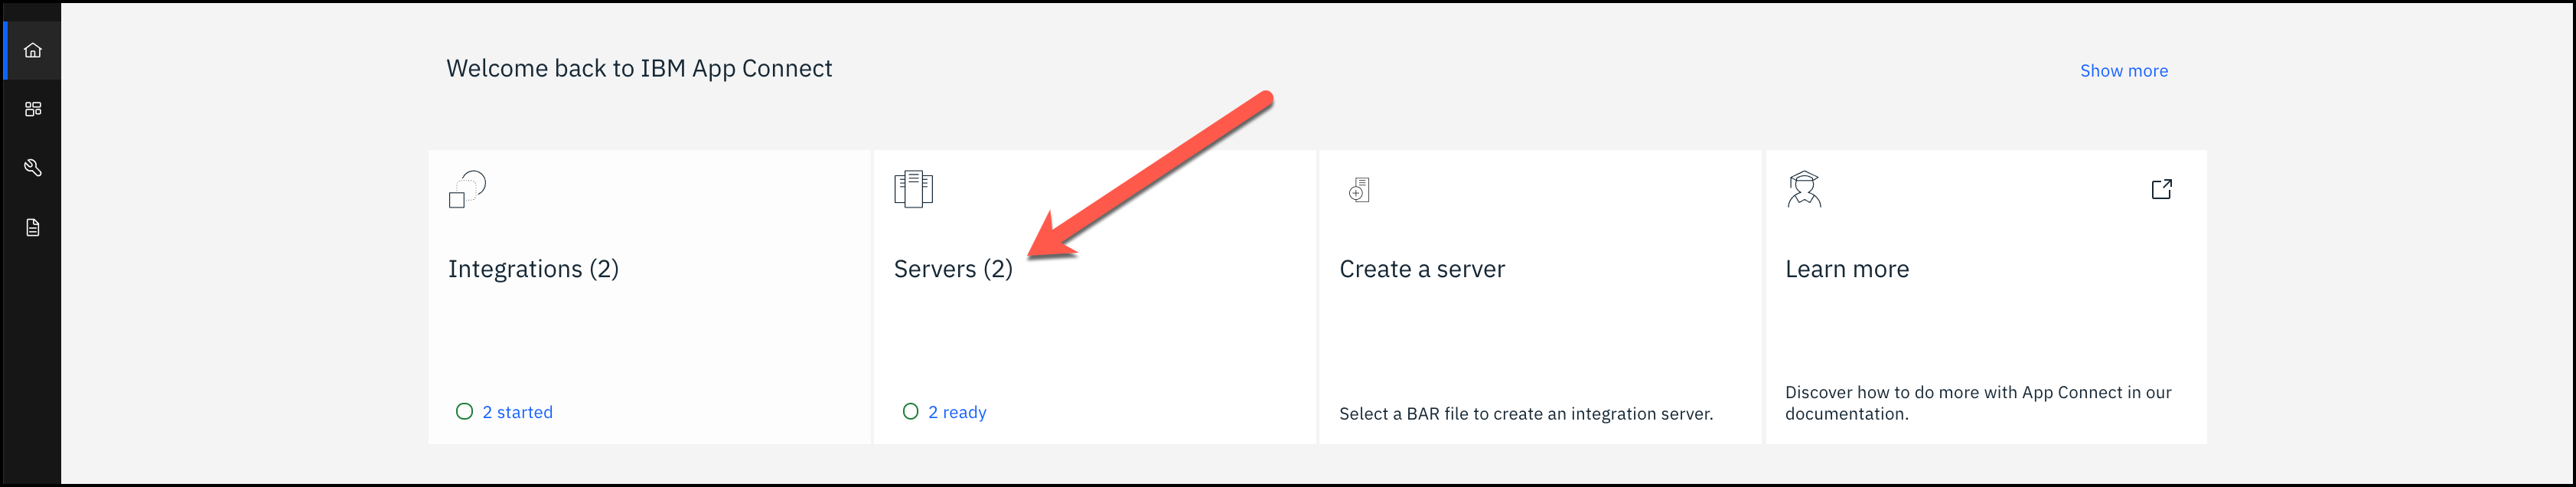 Welcome back to IBM App Connect
Show more
Integrations (2)
2 started
Servers (2)
2 ready
Create a server
Select a BAR file to create an integration server.
Learn more
Discover how to do more with App Connect in our
documentation.